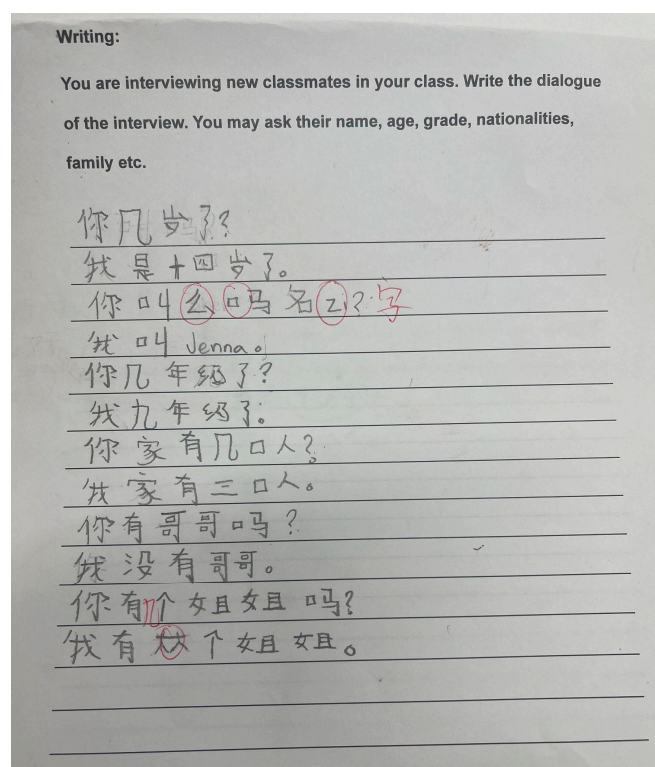 Writing:
You are interviewing new classmates in your class. Write the dialogue
of the interview. You may ask their name, age, grade, nationalities,
family etc.
你几岁了?
我是十四岁了。
你叫么吗名?字
我叫 Jenna。
你几年级了?
我九年级了。
你家有几口人?
我家有三口人。
你有哥哥吗?
我没有哥哥。
你有几个姐姐吗?
我有个姐姐。